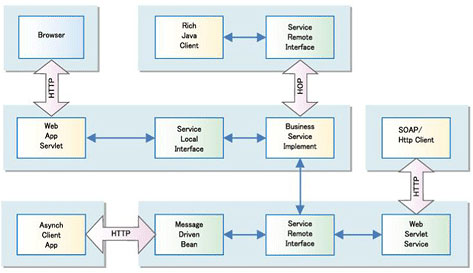 Browser
Rich
Java
Client
Service
Remote
Interface
HTTP
HOP
Web
App
Servlet
Service
Local
Interface
Business
Service
Implement
SOAP/
Http Client
HTTP
Asynch
Client
App
HTTP
Message
Driven
Bean
Service
Remote
Interface
Web
Servlet
Service